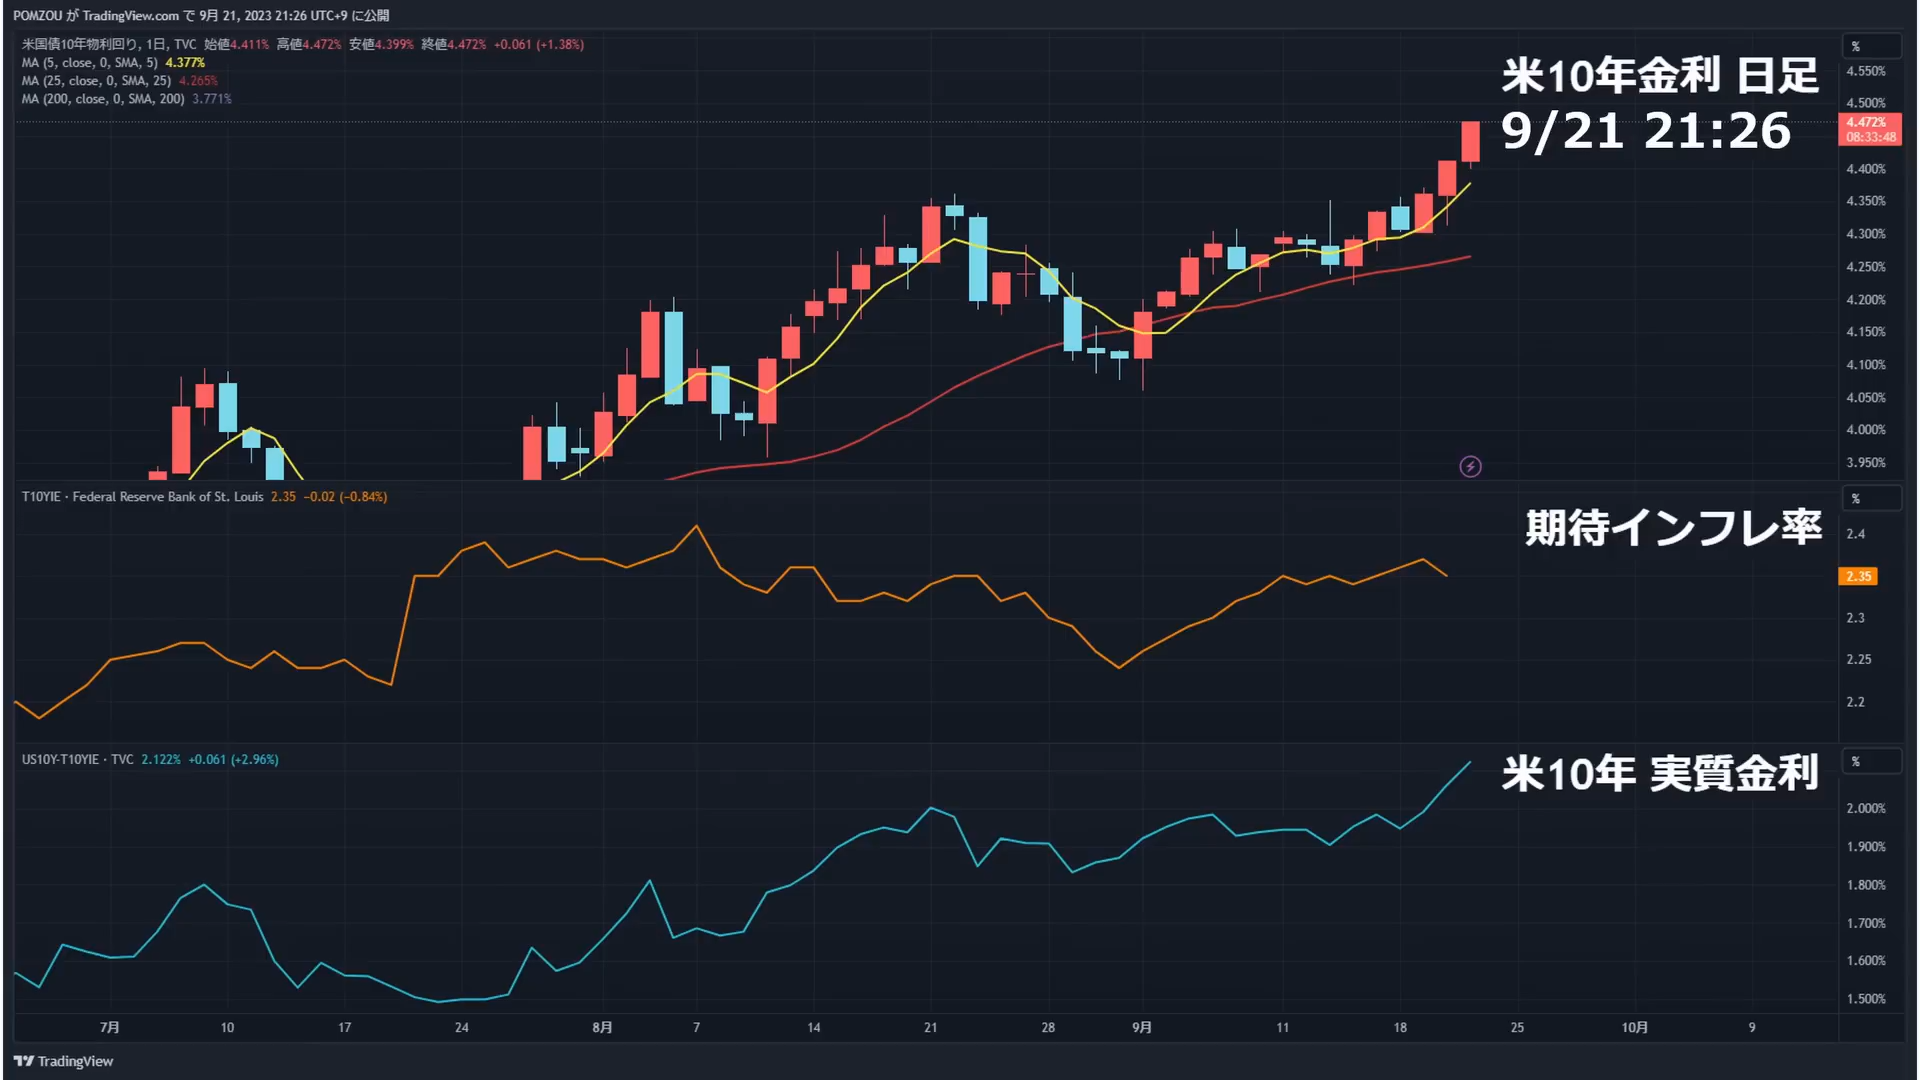 POMZOU が TradingView.com で 9月 21, 2023 21:26 UTC+9 に公開
米国債10年物利回り, 1日, TVC 始値4.411% 高値4.472% 安値4.399% 終値4.472% +0.061 (+1.38%)
MA (5, close, 0, SMA, 5) 4.377%
MA (25, close, 0, SMA, 25) 4.265%
MA (200, close, 0, SMA, 200) 3.771%
米10年金利 日足
9/21 21:26
%
4.550%
4.500%
4.472%
08:33:48
4.400%
4.350%
4.300%
4.250%
4.200%
4.150%
4.100%
4.050%
4.000%
3.950%
T10YIE · Federal Reserve Bank of St. Louis 2.35 −0.02 (−0.84%)
期待インフレ率
%
2.4
2.35
2.3
2.25
2.2
US10Y-T10YIE · TVC 2.122% +0.061 (+2.96%)
米10年 実質金利
%
2.000%
1.900%
1.800%
1.700%
1.600%
1.500%
7月 10 17 24 8月 7 14 21 28 9月 11 18 25 10月 9
TradingView